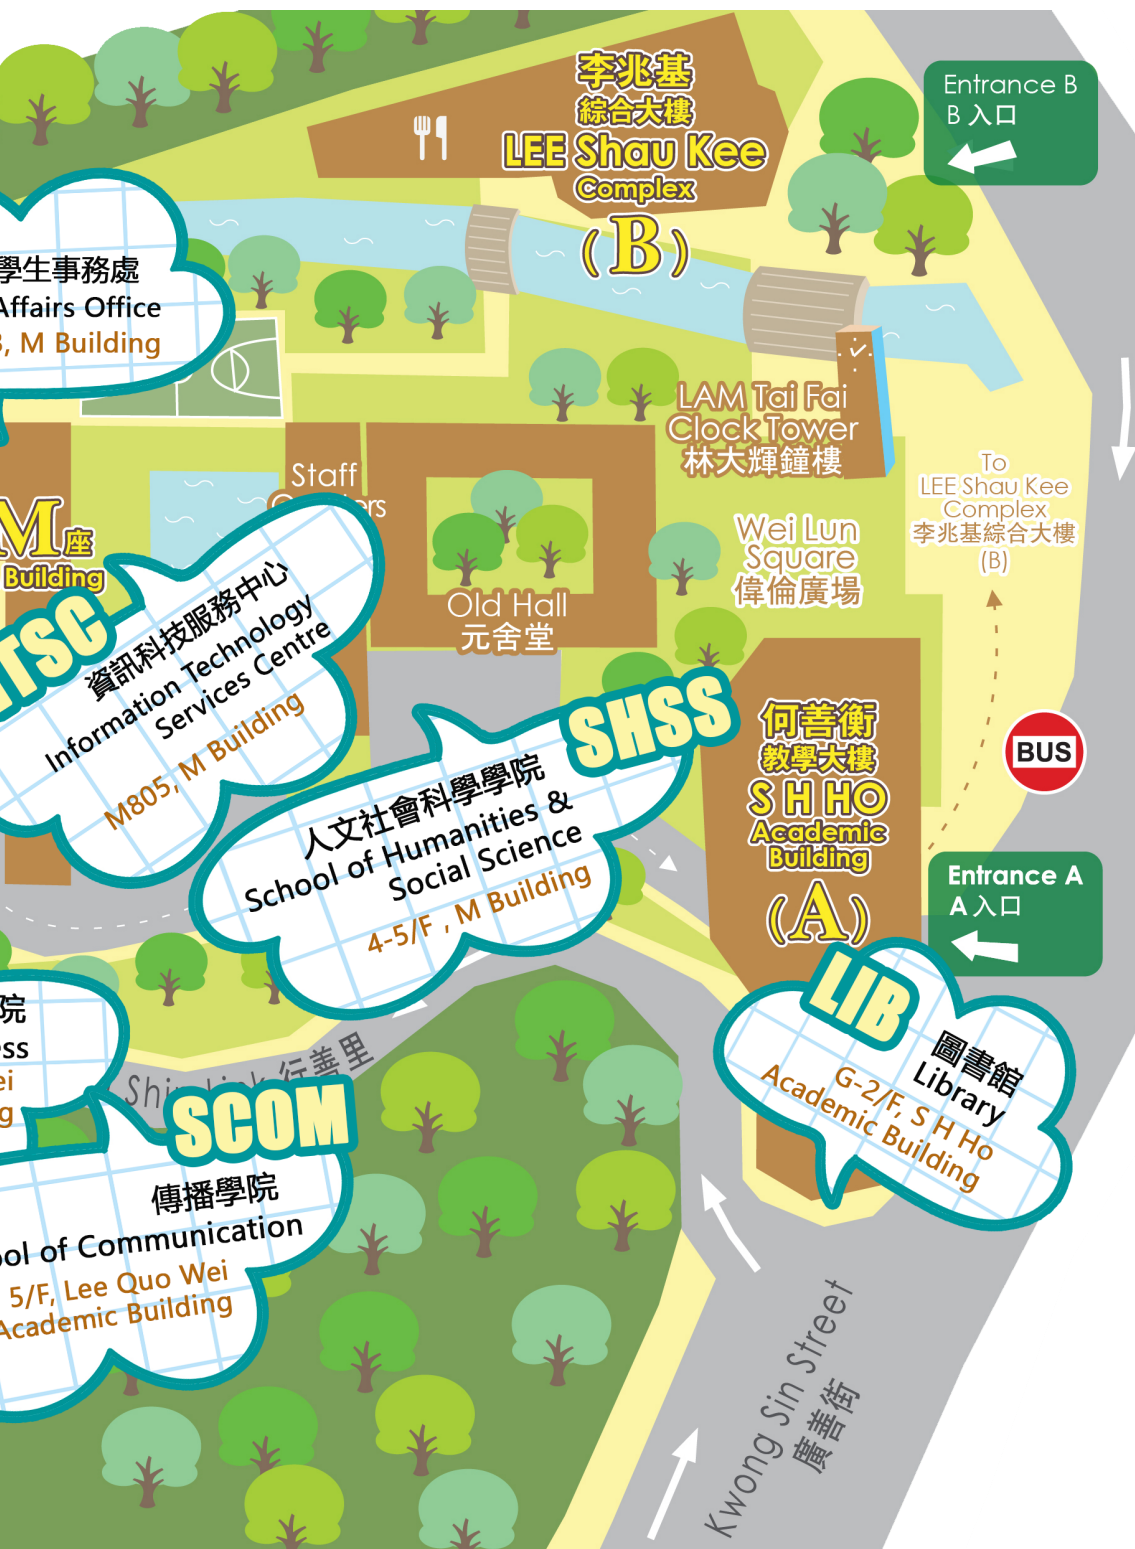 李兆基
綜合大樓
LEE Shau Kee
Complex
(B)
Entrance B
B 入口
學生事務處
Affairs Office
, M Building
LAM Tai Fai
Clock Tower
林大輝鐘樓
To
LEE Shau Kee
Complex
李兆基綜合大樓
(B)
Staff
M座
Building
Wei Lun
Square
偉倫廣場
Old Hall
元舍堂
TSC
資訊科技服務中心
Information Technology
Services Centre
M805, M Building
SHSS
人文社會科學學院
School of Humanities &
Social Science
4-5/F , M Building
何善衡
教學大樓
S H HO
Academic
Building
(A)
BUS
Entrance A
A 入口
LIB
圖書館
Library
G-2/F, S H Ho
Academic Building
院
ess
ei
g
行善里
SCOM
傳播學院
ool of Communication
5/F, Lee Quo Wei
Academic Building
Kwong Sin Street
廣善街